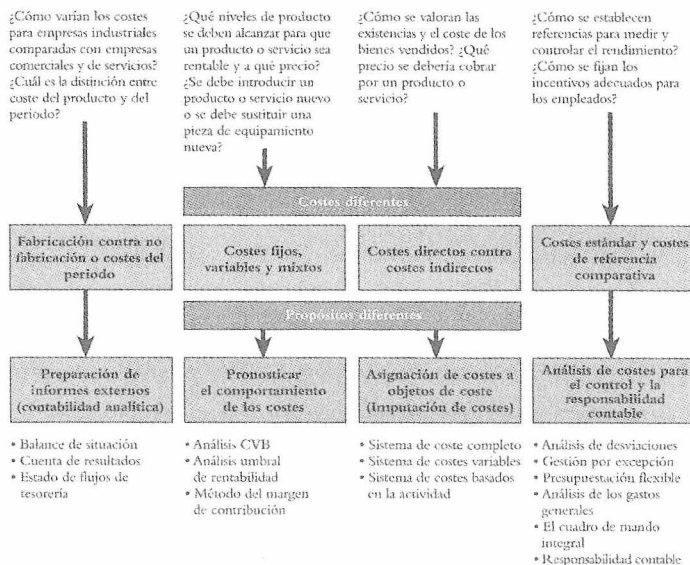 ¿Cómo varían los costes
para empresas industriales
comparadas con empresas
comerciales y de servicios?
¿Cuál es la distinción entre
coste del producto y del
periodo?
¿Qué niveles de producto
se deben alcanzar para que
un producto o servicio sea
rentable y a qué precio?
¿Se debe introducir un
producto o servicio nuevo
o se debe sustituir una
pieza de equipamiento
nueva?
¿Cómo se valoran las
existencias y el coste de los
bienes vendidos? ¿Qué
precio se debería cobrar
por un producto o
servicio?
¿Cómo se establecen
referencias para medir y
controlar el rendimiento?
¿Cómo se fijan los
incentivos adecuados para
los empleados?
Costes diferentes
Fabricación contra no
fabricación o costes del
periodo
Costes fijos,
variables y mixtos
Costes directos contra
costes indirectos
Costes estándar y costes
de referencia
comparativa
Propósitos diferentes
Preparación de
informes externos
(contabilidad analítica)
Pronosticar
el comportamiento
de los costes
Asignación de costes a
objetos de coste
(Imputación de costes)
Análisis de costes para
el control y la
responsabilidad
contable
• Balance de situación
• Cuenta de resultados
• Estado de flujos de
tesorería
• Análisis CVB
• Análisis umbral
de rentabilidad
• Método del margen
de contribución
• Sistema de coste completo
• Sistema de costes variables
• Sistema de costes basados
en la actividad
• Análisis de desviaciones
• Gestión por excepción
• Presupuestación flexible
• Análisis de los gastos
generales
• El cuadro de mando
integral
• Responsabilidad contable